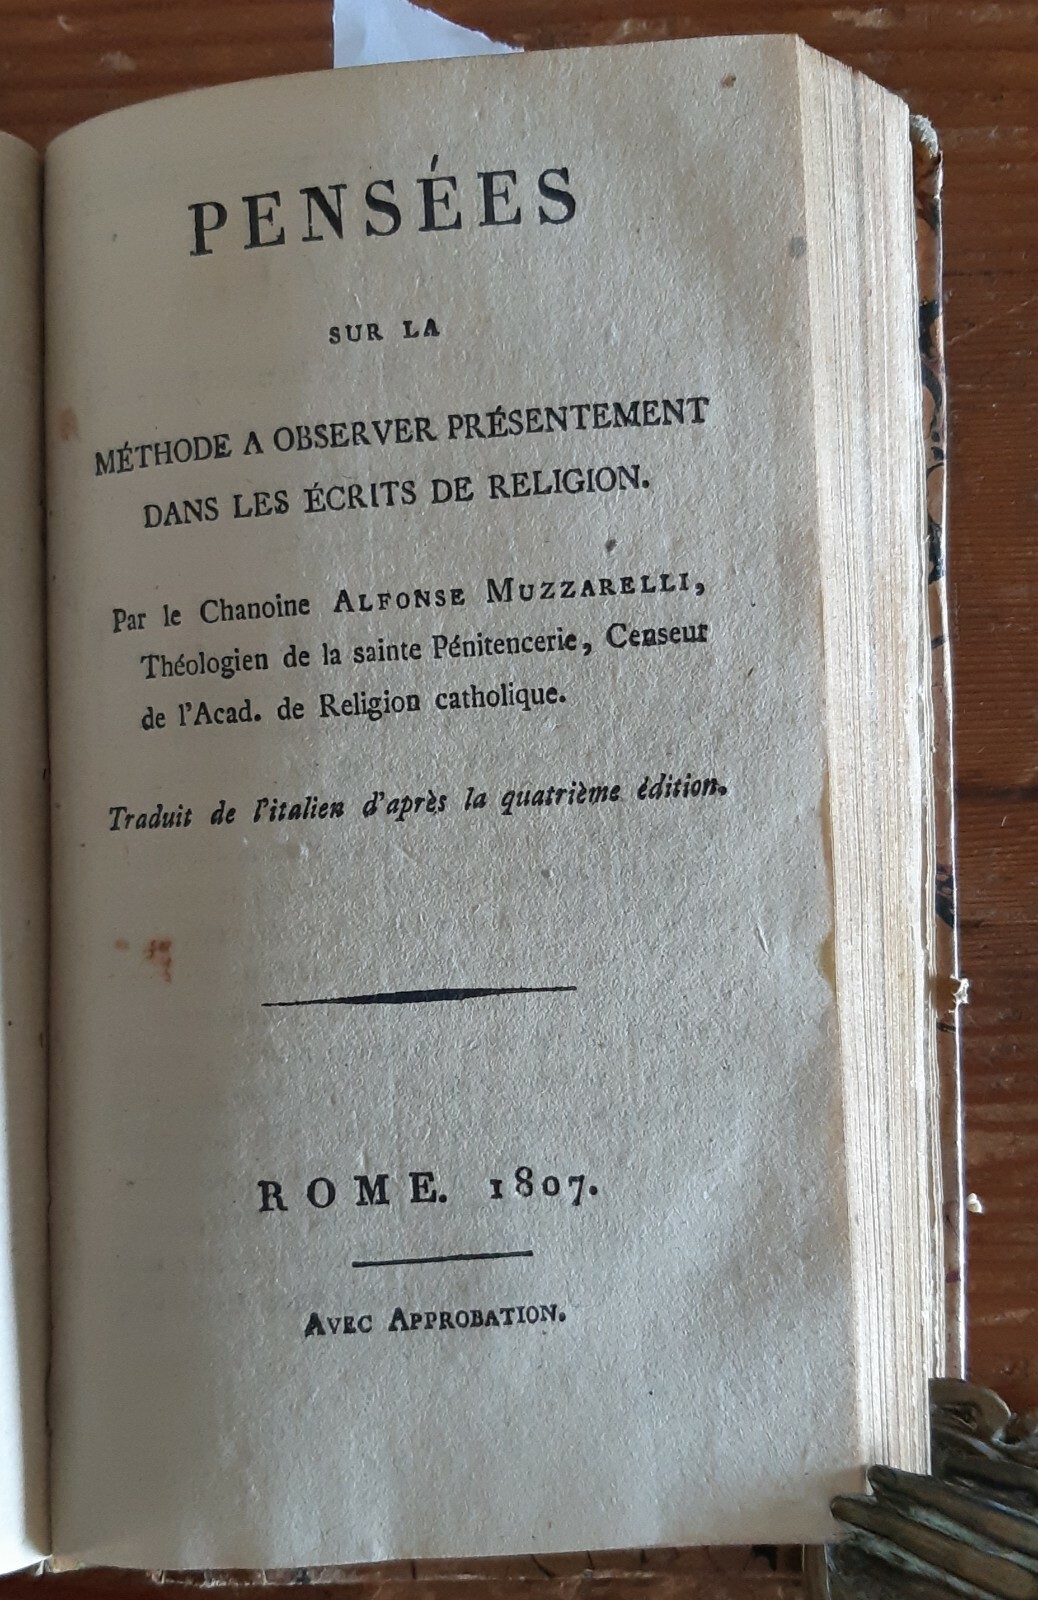 PENSÉES
SUR LA
MÉTHODE A OBSERVER PRÉSENTEMENT
DANS LES ÉCRITS DE RELIGION.
Par le Chanoine ALFONSE MUZZARELLI,
Théologien de la sainte Pénitencerie, Censeur
de l'Acad. de Religion catholique.
Traduit de l'italien d'après la quatrième édition.
ROME. 1807.
AVEC APPROBATION.